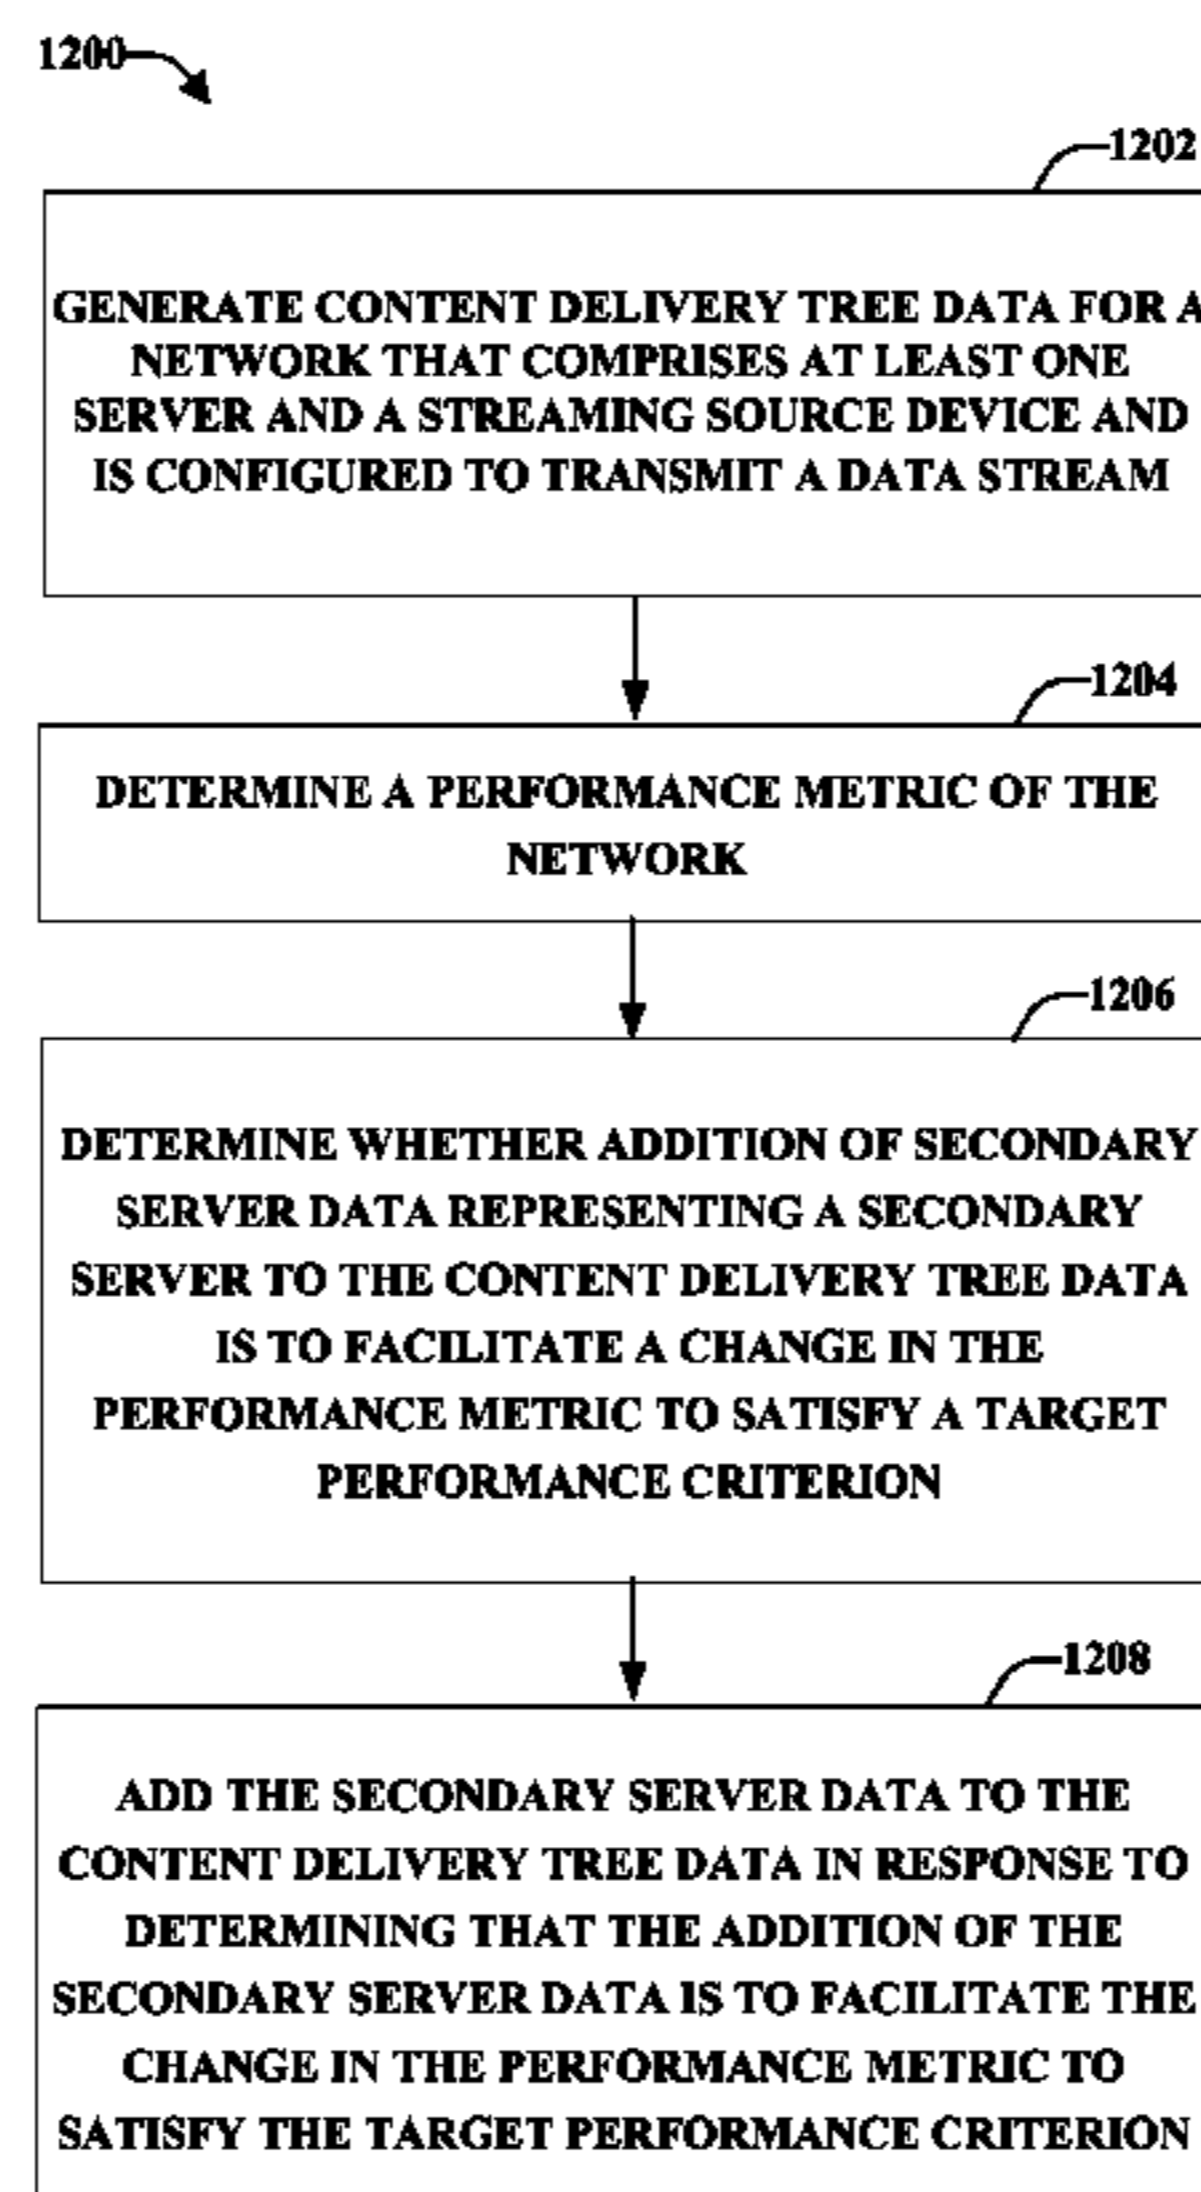 1200
1202
GENERATE CONTENT DELIVERY TREE DATA FOR A
NETWORK THAT COMPRISES AT LEAST ONE
SERVER AND A STREAMING SOURCE DEVICE AND
IS CONFIGURED TO TRANSMIT A DATA STREAM
1204
DETERMINE A PERFORMANCE METRIC OF THE
NETWORK
1206
DETERMINE WHETHER ADDITION OF SECONDARY
SERVER DATA REPRESENTING A SECONDARY
SERVER TO THE CONTENT DELIVERY TREE DATA
IS TO FACILITATE A CHANGE IN THE
PERFORMANCE METRIC TO SATISFY A TARGET
PERFORMANCE CRITERION
1208
ADD THE SECONDARY SERVER DATA TO THE
CONTENT DELIVERY TREE DATA IN RESPONSE TO
DETERMINING THAT THE ADDITION OF THE
SECONDARY SERVER DATA IS TO FACILITATE THE
CHANGE IN THE PERFORMANCE METRIC TO
SATISFY THE TARGET PERFORMANCE CRITERION